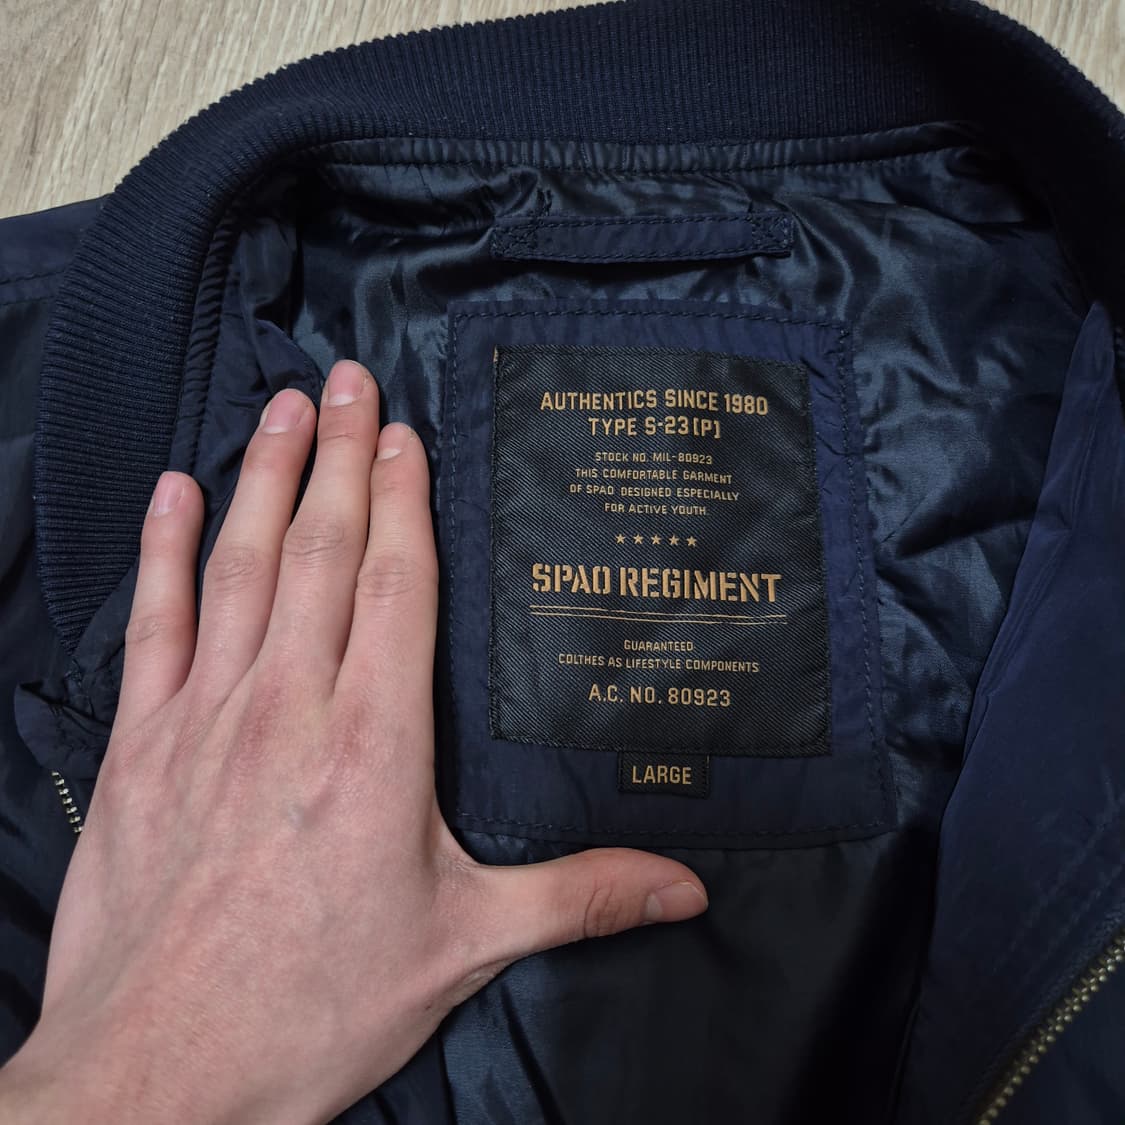 AUTHENTICS SINCE 1980
TYPE S-23(P)
STOCK NO. MIL-80923
THIS COMFORTABLE GARMENT
OF SPAO DESIGNED ESPECIALLY
FOR ACTIVE YOUTH
★★★★★
SPAO REGIMENT
GUARANTEED
COLTHES AS LIFESTYLE COMPONENTS
A.C. NO. 80923
LARGE